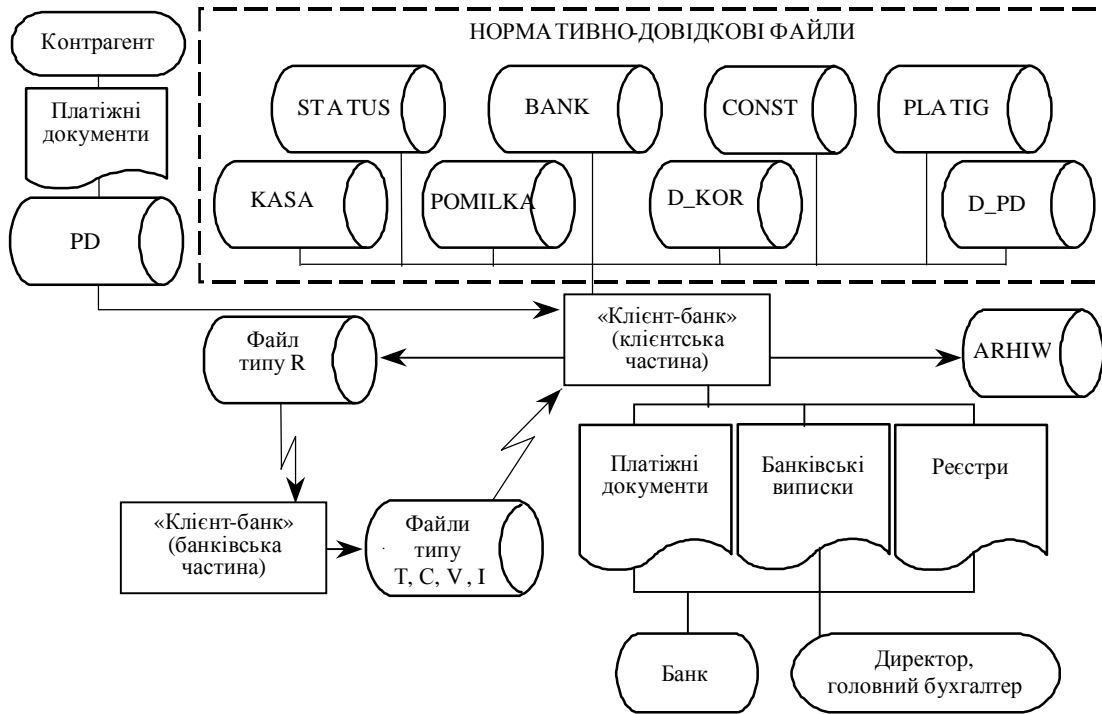 Контрагент
Платіжні
документи
PD
НОРМАТИВНО-ДОВІДКОВІ ФАЙЛИ
STATUS
BANK
CONST
PLATIG
KASA
POMILKA
D_KOR
D_PD
Файл
типу R
«Клієнт-банк»
(клієнтська
частина)
ARHIW
«Клієнт-банк»
(банківська
частина)
Файли
типу
T, C, V, I
Платіжні
документи
Банківські
виписки
Реєстри
Банк
Директор,
головний бухгалтер